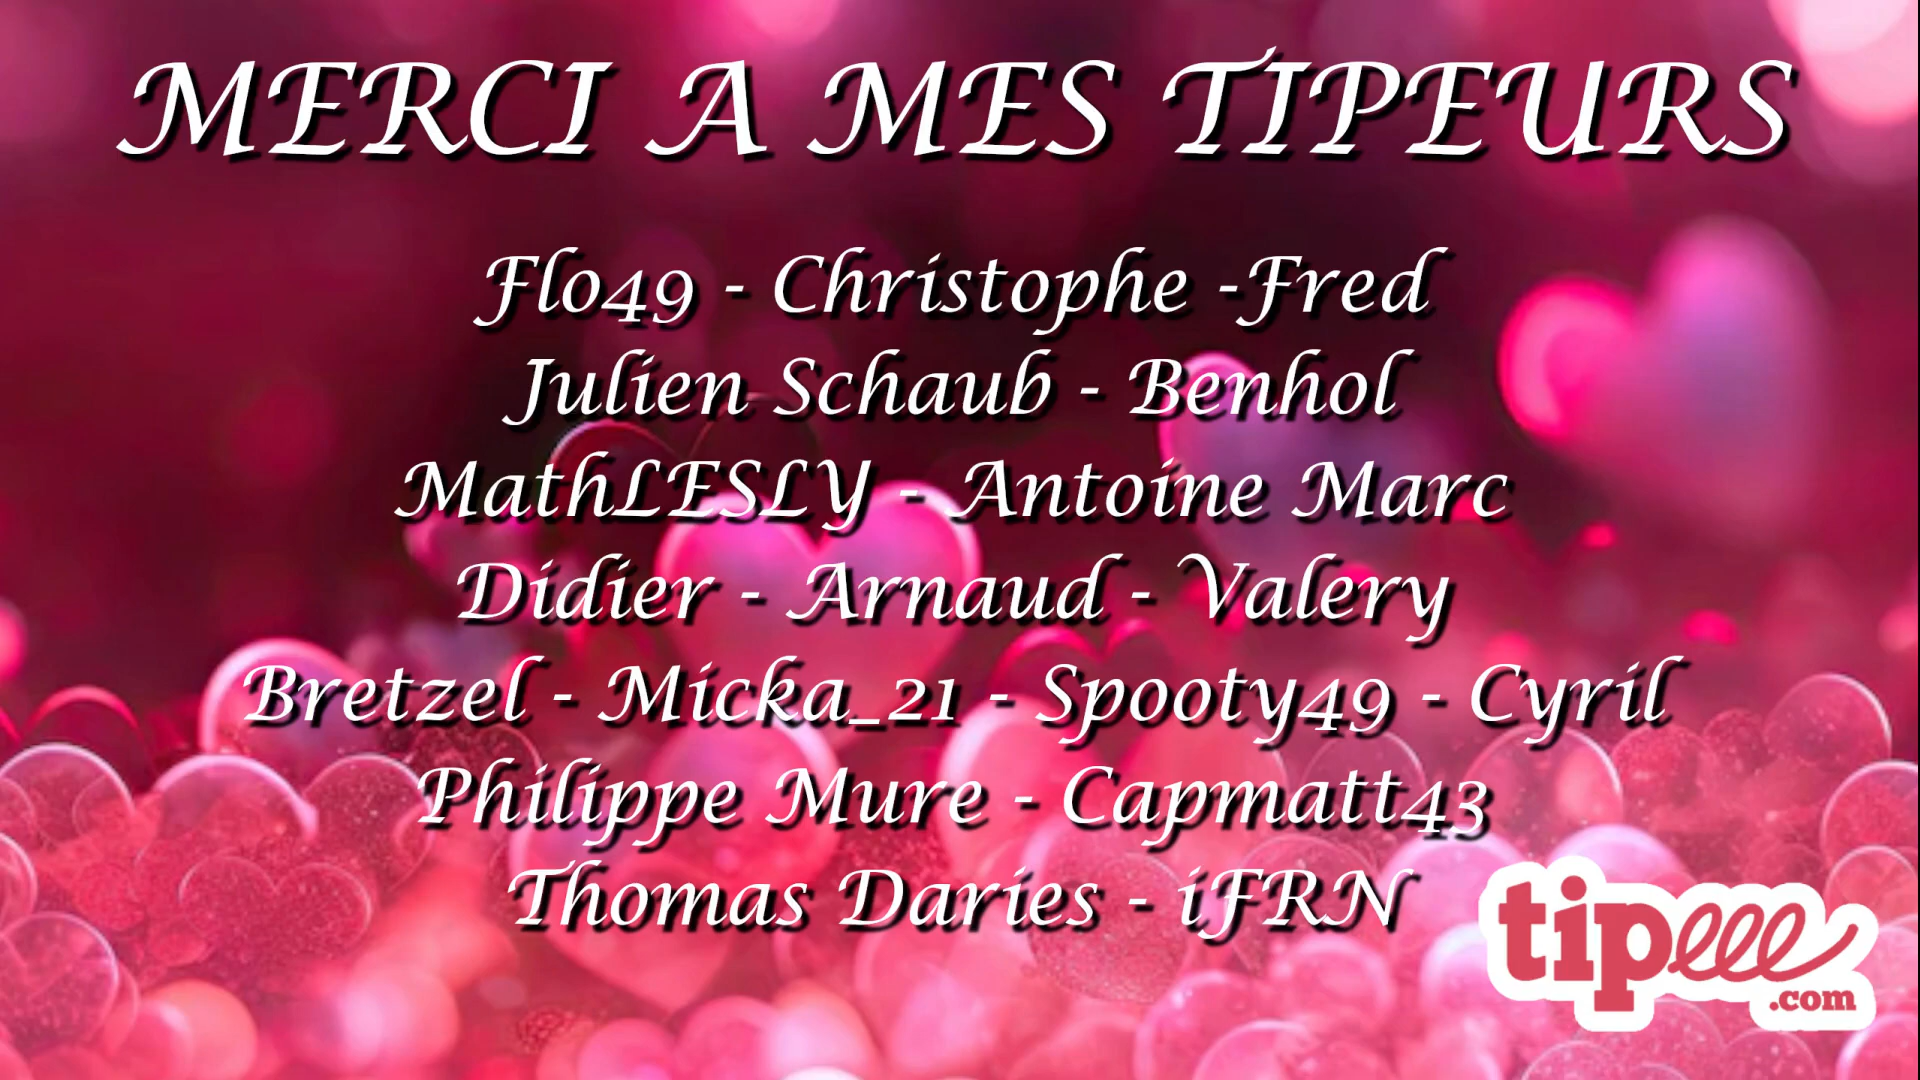 MERCI A MES TIPEURS
Flo49 - Christophe -Fred
Julien Schaub - Benhol
MathLESLY - Antoine Marc
Didier - Arnaud - Valery
Bretzel - Micka_21 - Spooty49 - Cyril
Philippe Mure - Capmatt43
Thomas Daries - iFRN
tipeee
.com